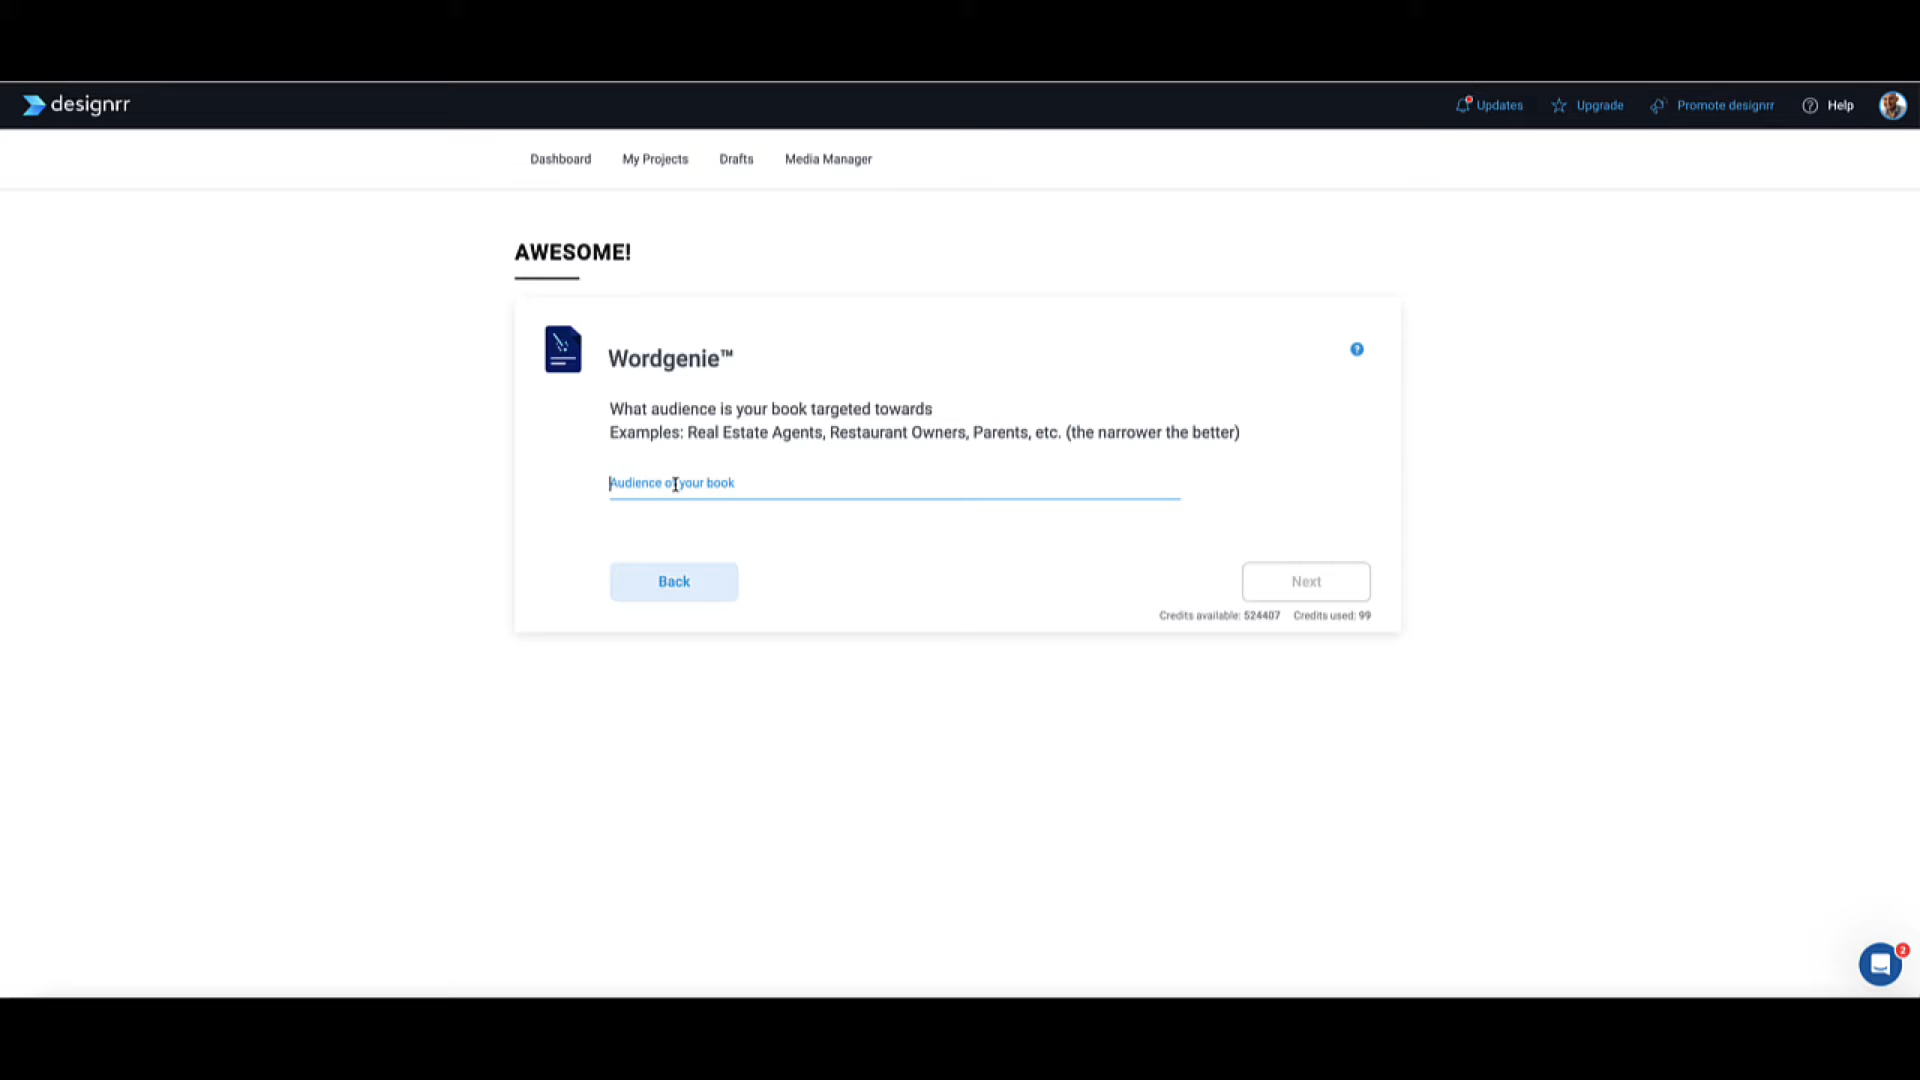 designrr
Updates
Upgrade
Promote designrr
Help
Dashboard
My Projects
Drafts
Media Manager
AWESOME!
Wordgenie™
What audience is your book targeted towards
Examples: Real Estate Agents, Restaurant Owners, Parents, etc. (the narrower the better)
Audience of your book
Back
Next
Credits available: 524407 Credits used: 99
2